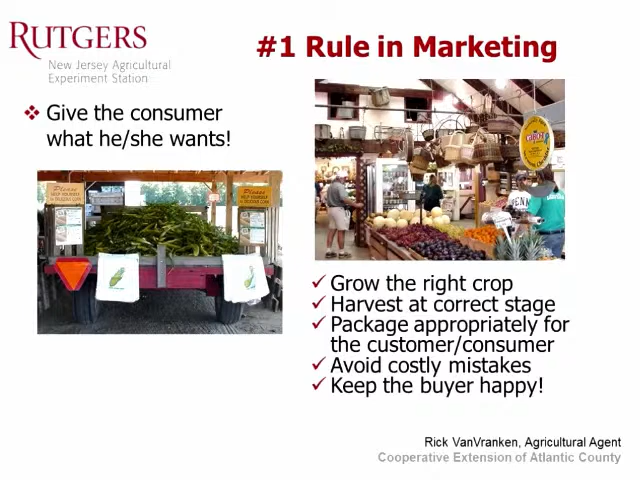 RUTGERS
New Jersey Agricultural
Experiment Station
#1 Rule in Marketing
Give the consumer
what he/she wants!
Please
Please
Grow the right crop
Harvest at correct stage
Package appropriately for
the customer/consumer
Avoid costly mistakes
Keep the buyer happy!
Rick VanVranken, Agricultural Agent
Cooperative Extension of Atlantic County